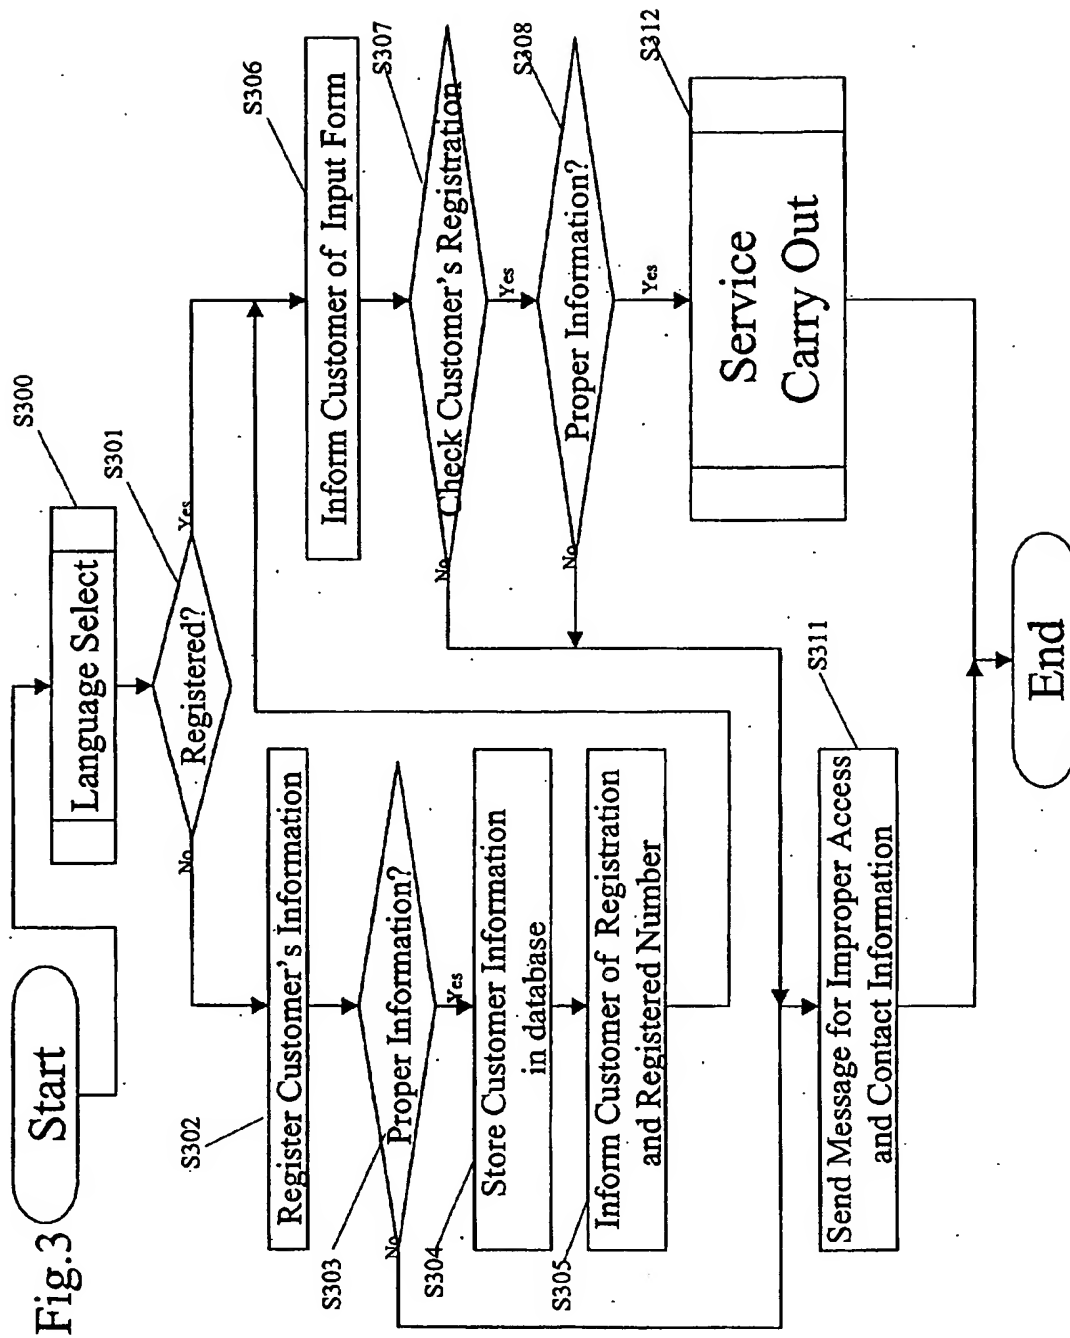 Fig.3
Start
S300
Language Select
S301
Registered?
Yes
No
S302
Register Customer's Information
S303
Proper Information?
No
Yes
S304
Store Customer Information
in database
S305
Inform Customer of Registration
and Registered Number
S306
Inform Customer of Input Form
S307
Check Customer's Registration
No
Yes
S308
Proper Information?
No
Yes
S312
Service
Carry Out
S311
Send Message for Improper Access
and Contact Information
End